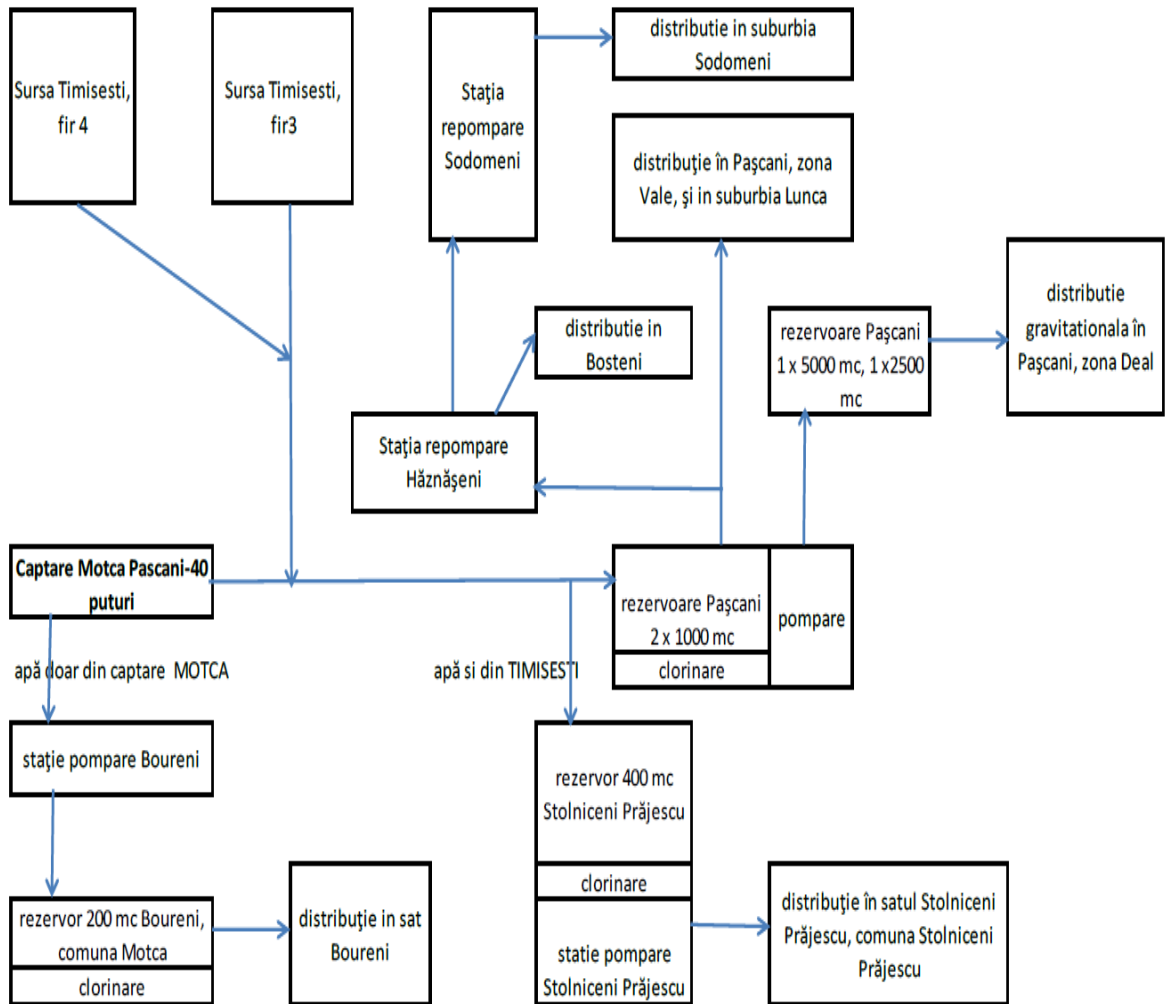 Sursa Timisesti,
fir 4
Sursa Timisesti,
fir3
Staţia
repompare
Sodomeni
distributie in suburbia
Sodomeni
distribuţie în Paşcani, zona
Vale, şi in suburbia Lunca
distributie in
Bosteni
rezervoare Paşcani
1 x 5000 mc, 1 x2500
mc
distributie
gravitationala în
Paşcani, zona Deal
Staţia repompare
Hăznăşeni
Captare Motca Pascani-40
puturi
rezervoare Paşcani
2 x 1000 mc
clorinare
pompare
apă doar din captare MOTCA
apă si din TIMISESTI
staţie pompare Boureni
rezervor 400 mc
Stolniceni Prăjescu
clorinare
statie pompare
Stolniceni Prăjescu
rezervor 200 mc Boureni,
comuna Motca
clorinare
distribuţie in sat
Boureni
distribuţie în satul Stolniceni
Prăjescu, comuna Stolniceni
Prăjescu